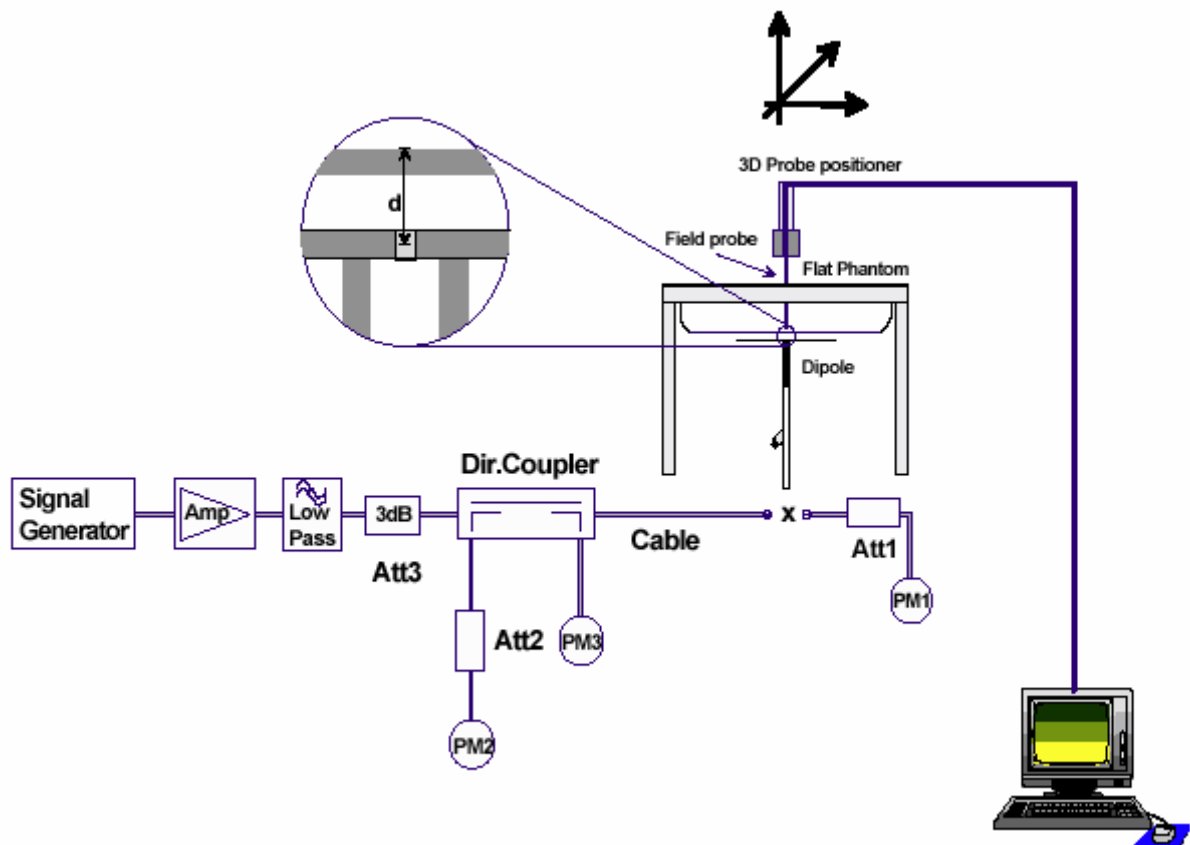 3D Probe positioner
d
Field probe
Flat Phantom
Dipole
Dir.Coupler
Signal
Generator
Amp
Low
Pass
3dB
Att3
Cable
x
Att1
PM1
Att2
PM3
PM2